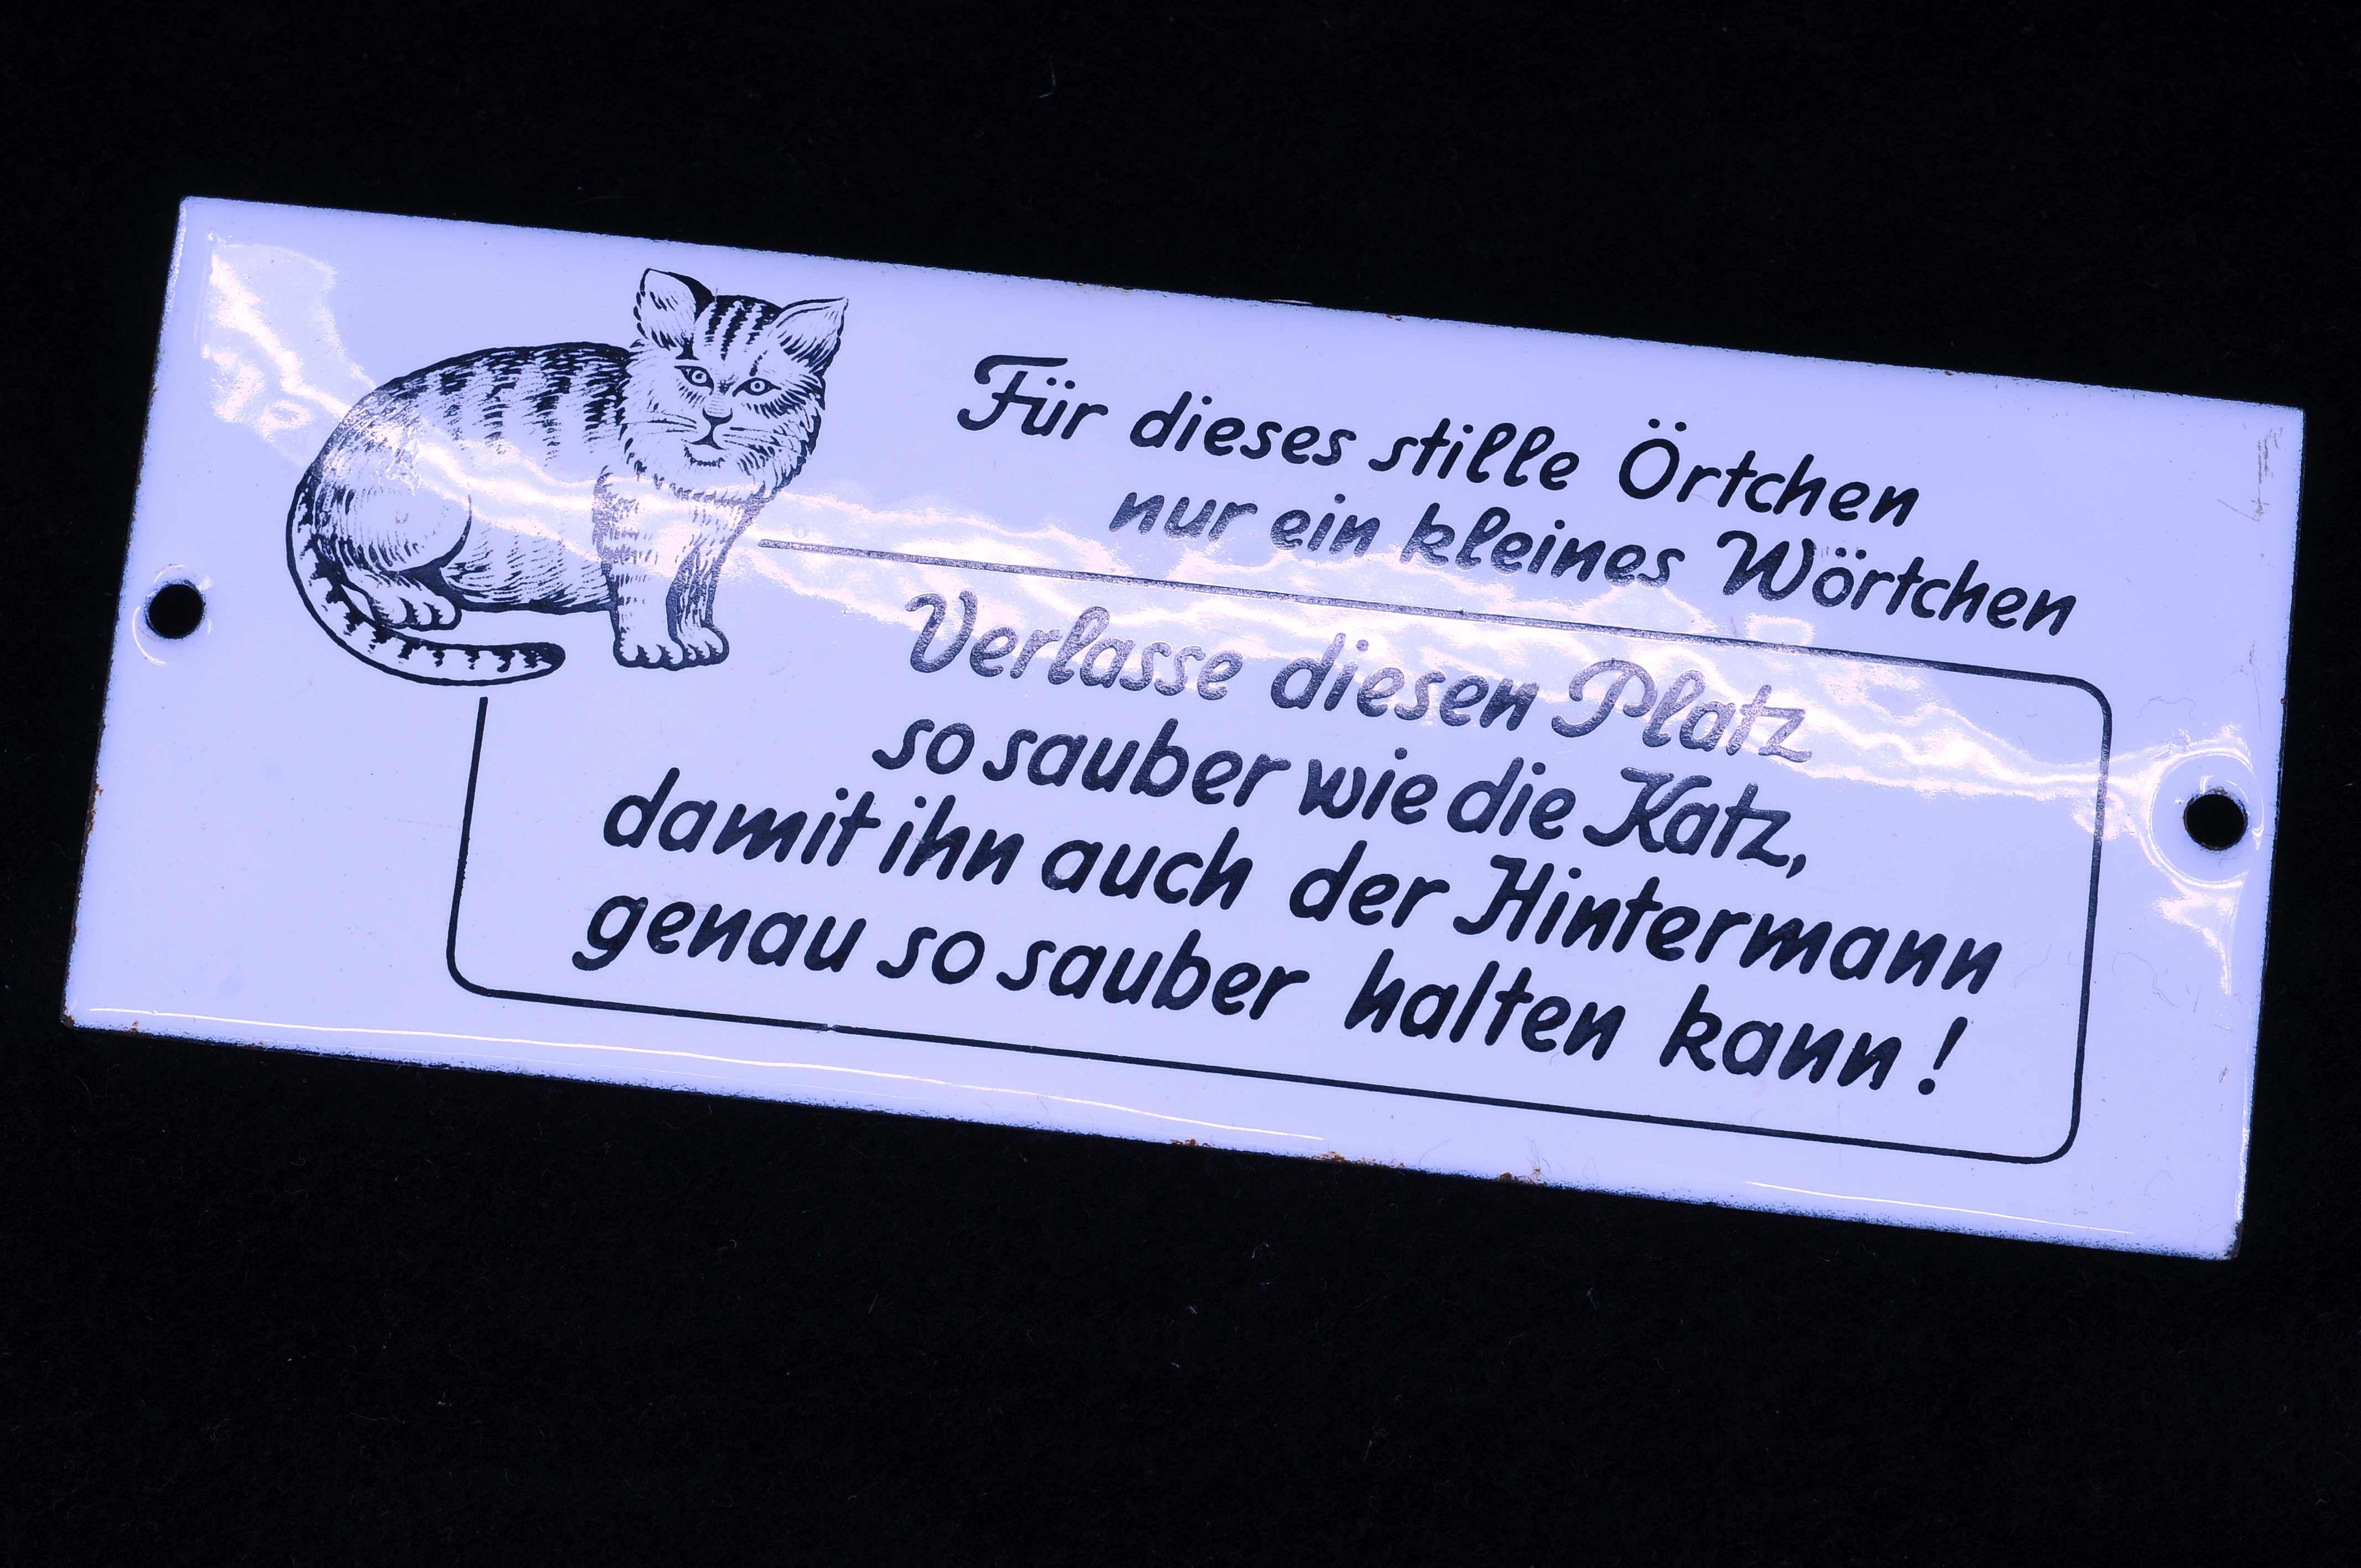 Für dieses stille Örtchen
nur ein kleines Wörtchen
Verlasse diesen Platz
so sauber wie die Katz,
damit ihn auch der Hintermann
genau so sauber halten kann!